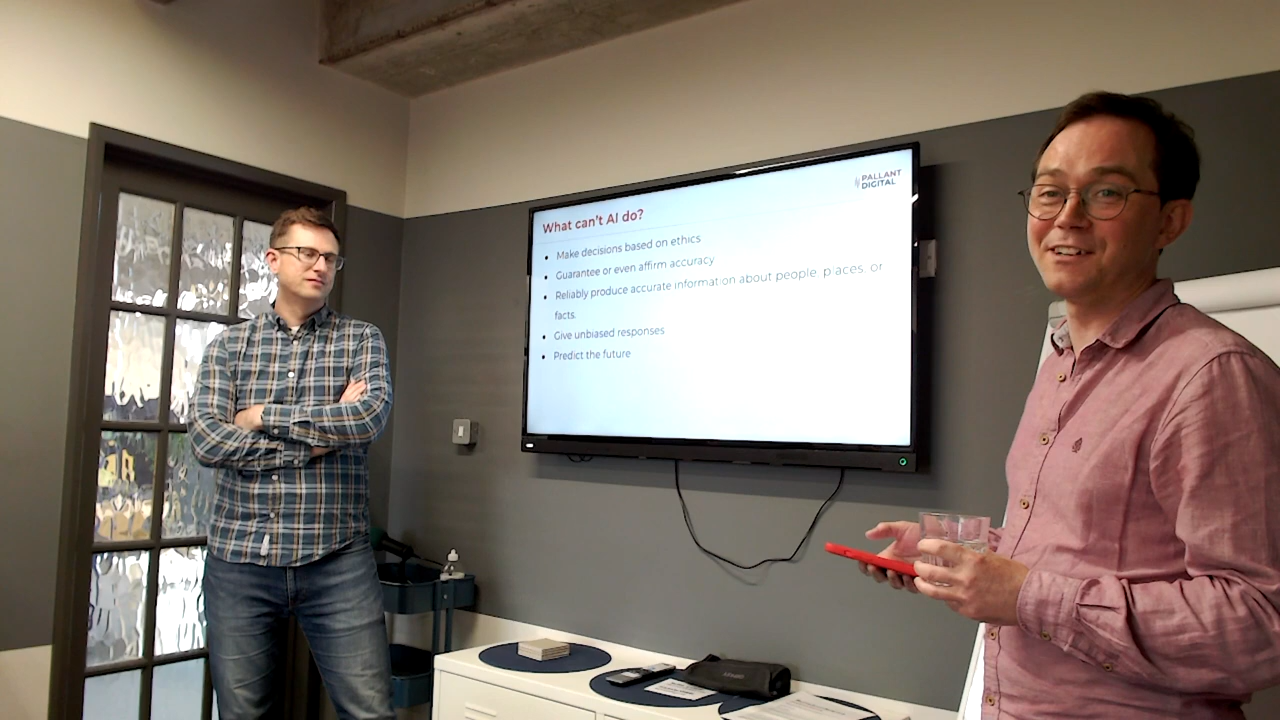 PALLANT
DIGITAL
What can't AI do?
• Make decisions based on ethics
• Guarantee or even affirm accuracy
• Reliably produce accurate information about people, places, or
facts.
• Give unbiased responses
• Predict the future